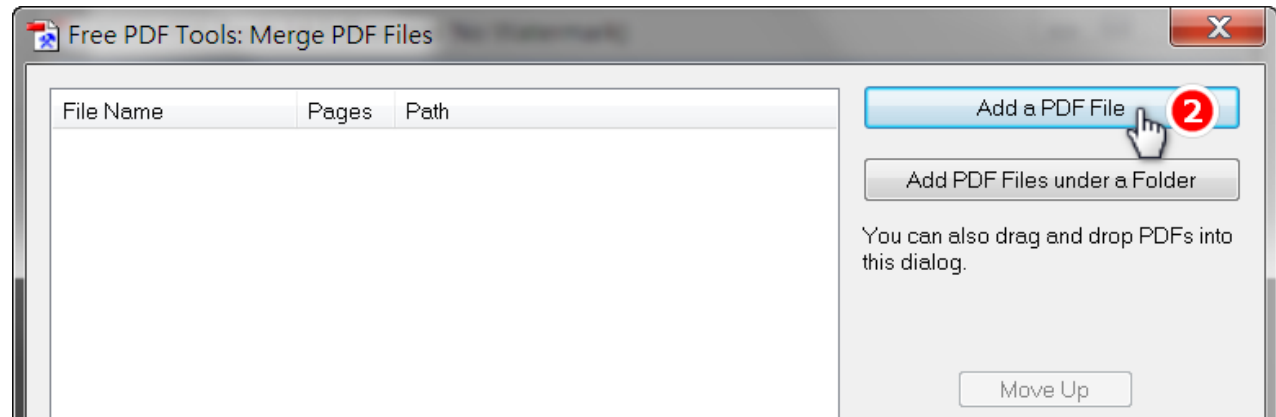 Free PDF Tools: Merge PDF Files
File Name Pages Path
Add a PDF File 2
Add PDF Files under a Folder
You can also drag and drop PDFs into
this dialog.
Move Up